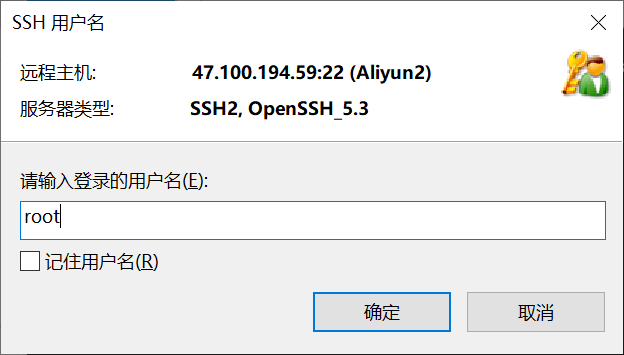 SSH 用户名
远程主机: 47.100.194.59:22 (Aliyun2)
服务器类型: SSH2, OpenSSH_5.3
请输入登录的用户名(E):
root
记住用户名(R)
确定 取消